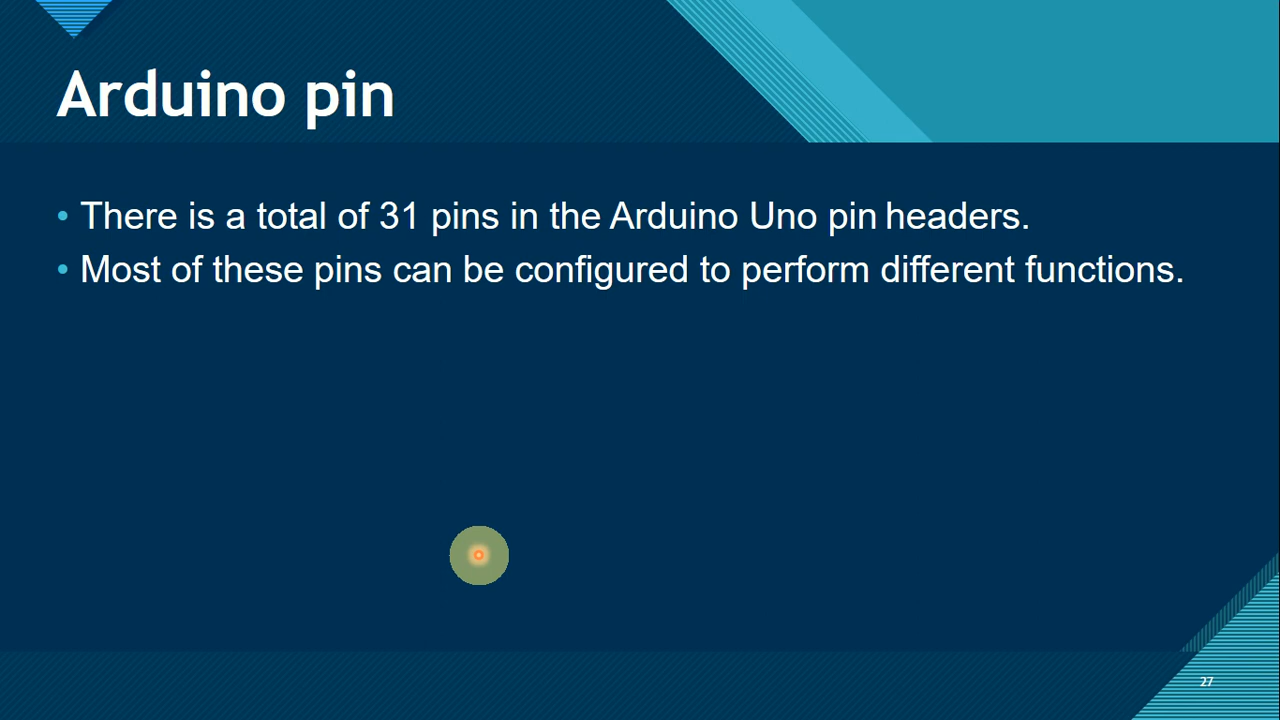 Arduino pin
• There is a total of 31 pins in the Arduino Uno pin headers.
• Most of these pins can be configured to perform different functions.
27